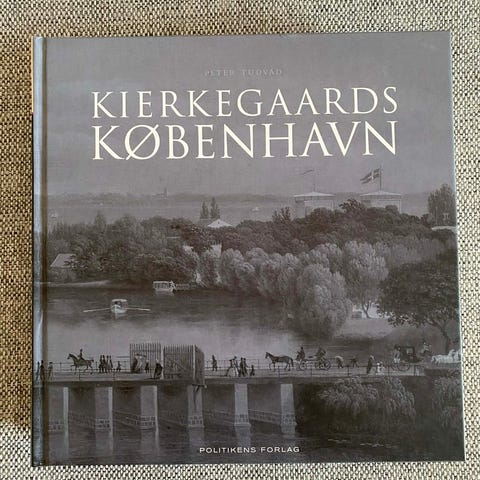 PETER TUDVAD
KIERKEGAARDS
KØBENHAVN
POLITIKENS FORLAG